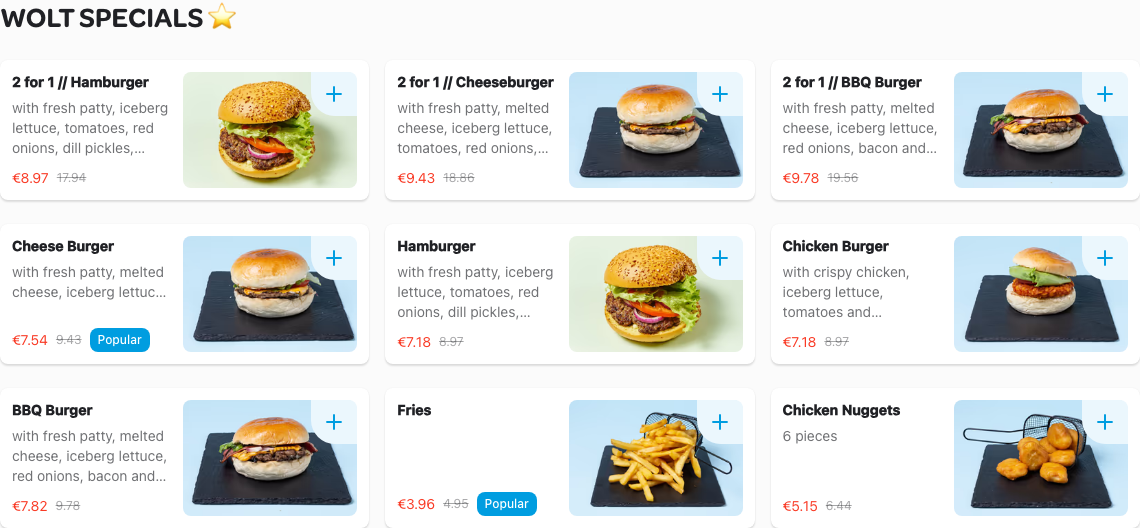 WOLT SPECIALS ⭐
2 for 1 // Hamburger
with fresh patty, iceberg
lettuce, tomatoes, red
onions, dill pickles,...
€8.97 17.94
2 for 1 // Cheeseburger
with fresh patty, melted
cheese, iceberg lettuce,
tomatoes, red onions,...
€9.43 18.86
2 for 1 // BBQ Burger
with fresh patty, melted
cheese, iceberg lettuce,
red onions, bacon and...
€9.78 19.56
Cheese Burger
with fresh patty, melted
cheese, iceberg lettuc...
€7.54 9.43 Popular
Hamburger
with fresh patty, iceberg
lettuce, tomatoes, red
onions, dill pickles,...
€7.18 8.97
Chicken Burger
with crispy chicken,
iceberg lettuce,
tomatoes and...
€7.18 8.97
BBQ Burger
with fresh patty, melted
cheese, iceberg lettuce,
red onions, bacon and...
€7.82 9.78
Fries
€3.96 4.95 Popular
Chicken Nuggets
6 pieces
€5.15 6.44